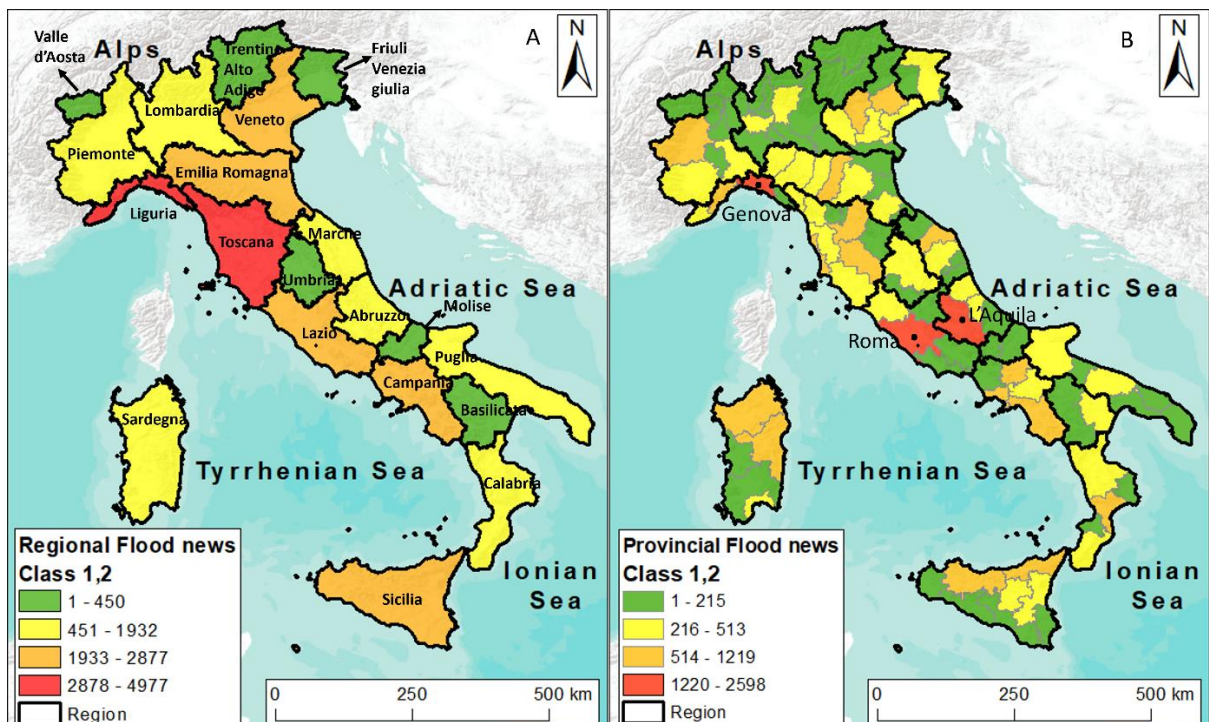 Valle
d'Aosta
Alps
Trentino
Alto
Adige
Friuli
Venezia
giulia
A
N
Lombardia
Veneto
Piemonte
Emilia Romagna
Liguria
Toscana
Marche
Umbria
Adriatic Sea
Molise
Abruzzo
Lazio
Puglia
Campania
Basilicata
Sardegna
Tyrrhenian Sea
Calabria
Ionian
Sea
Sicilia
Regional Flood news
Class 1,2
1 - 450
451 - 1932
1933 - 2877
2878 - 4977
Region
0 250 500 km
Alps
B
N
Genova
Adriatic Sea
L'Aquila
Roma
Tyrrhenian Sea
Ionian
Sea
Provincial Flood news
Class 1,2
1 - 215
216 - 513
514 - 1219
1220 - 2598
Region
0 250 500 km